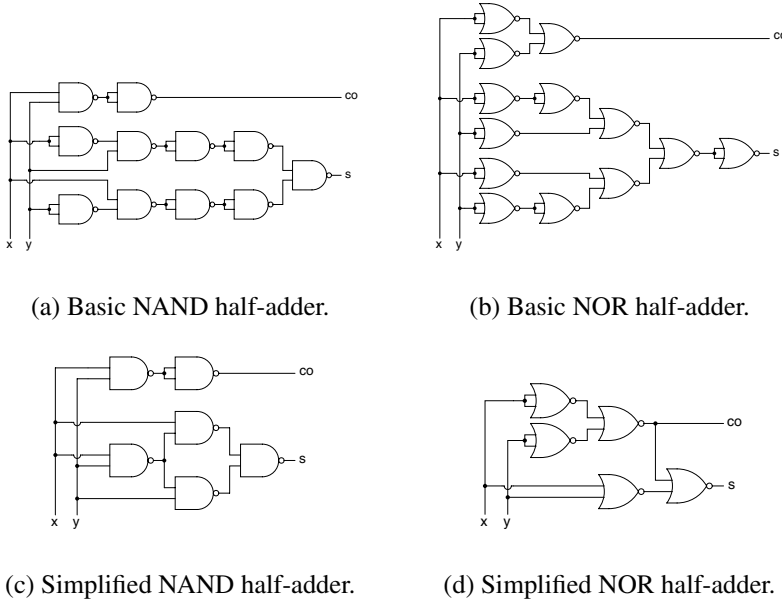 co
s
x y
(a) Basic NAND half-adder.
co
s
x y
(b) Basic NOR half-adder.
co
s
x y
(c) Simplified NAND half-adder.
co
s
x y
(d) Simplified NOR half-adder.